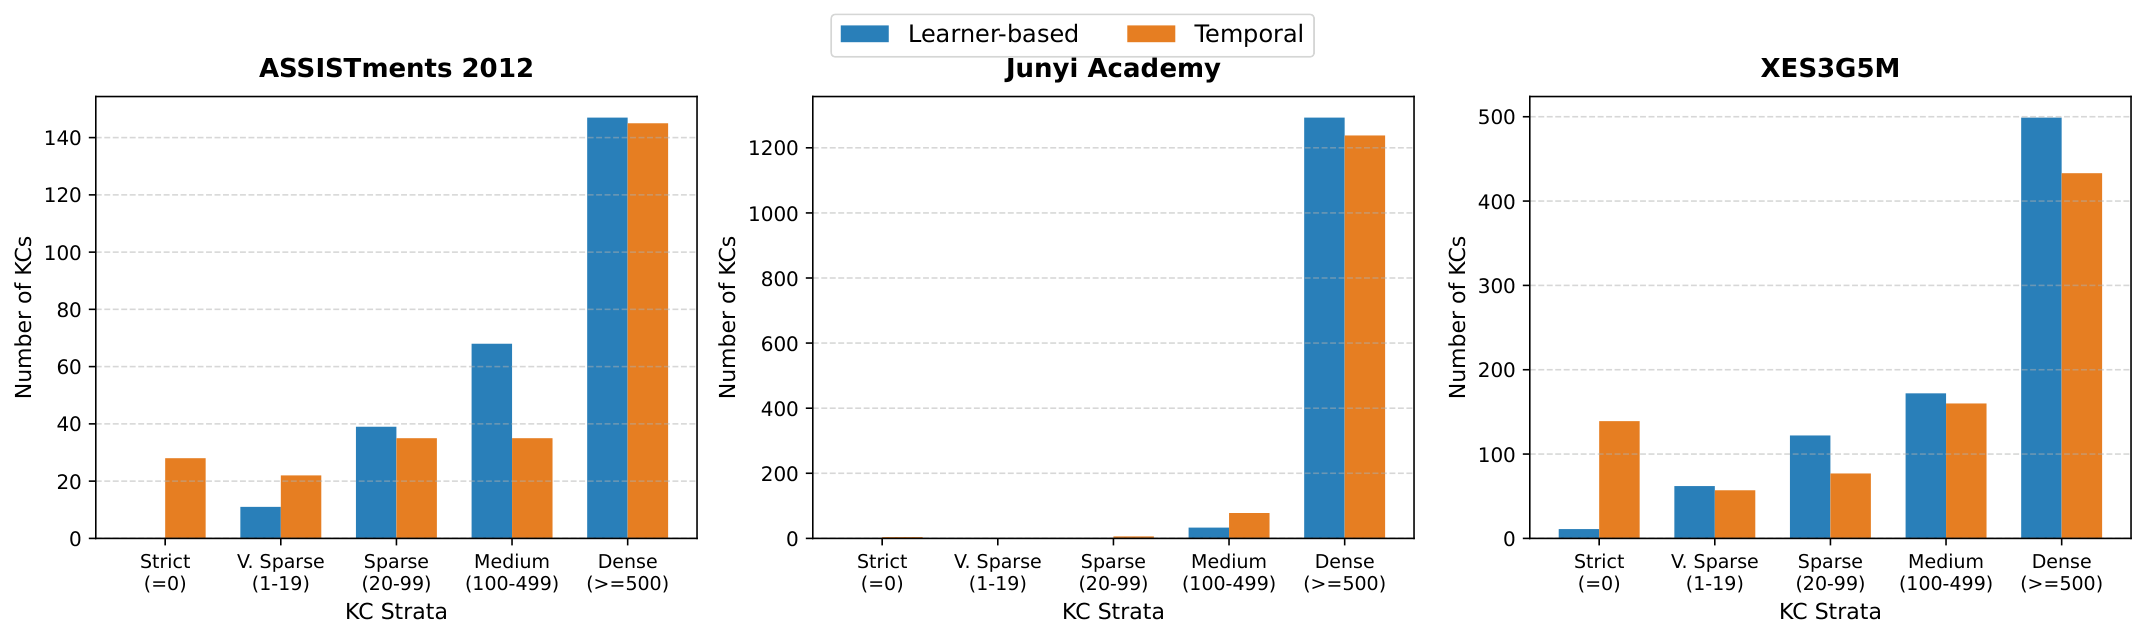 Learner-based
Temporal
ASSISTments 2012
Number of KCs
140
120
100
80
60
40
20
0
Strict
(=0)
V. Sparse
(1-19)
Sparse
(20-99)
Medium
(100-499)
Dense
(>=500)
KC Strata
Junyi Academy
Number of KCs
1200
1000
800
600
400
200
0
Strict
(=0)
V. Sparse
(1-19)
Sparse
(20-99)
Medium
(100-499)
Dense
(>=500)
KC Strata
XES3G5M
Number of KCs
500
400
300
200
100
0
Strict
(=0)
V. Sparse
(1-19)
Sparse
(20-99)
Medium
(100-499)
Dense
(>=500)
KC Strata